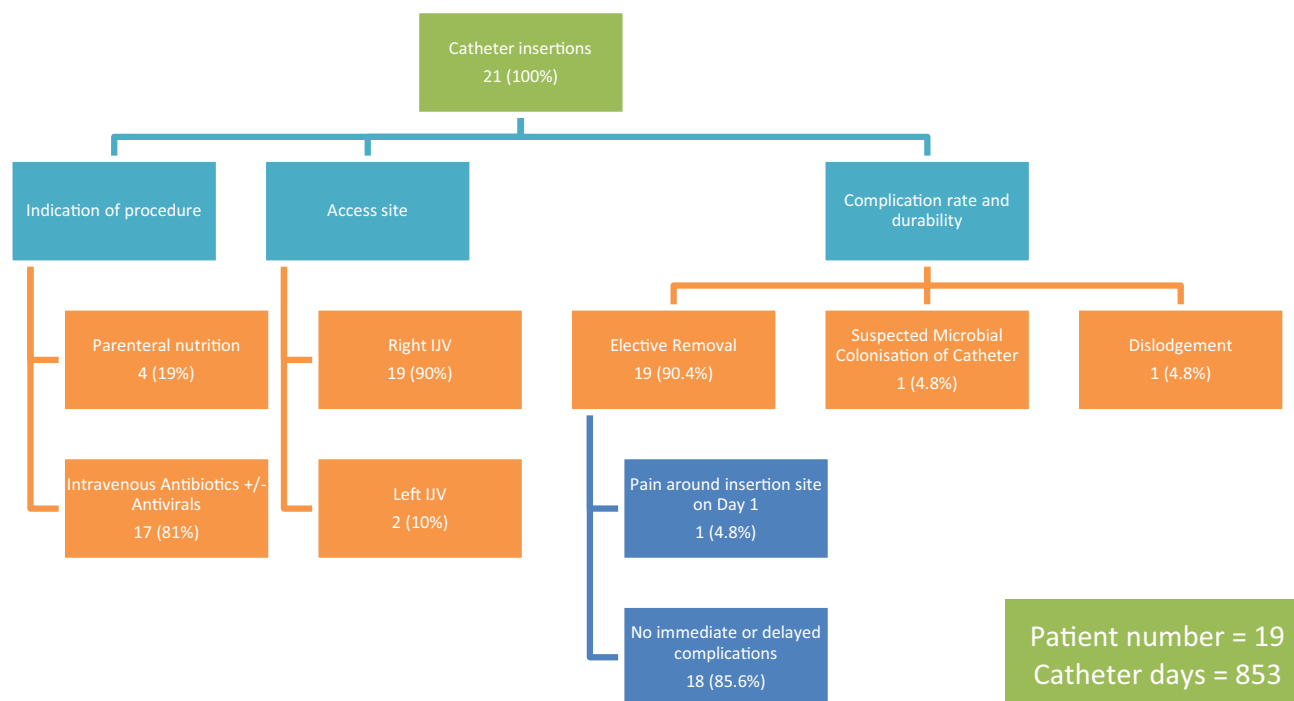 Catheter insertions
21 (100%)
Indication of procedure
Access site
Complication rate and
durability
Parenteral nutrition
4 (19%)
Right IJV
19 (90%)
Elective Removal
19 (90.4%)
Suspected Microbial
Colonisation of Catheter
1 (4.8%)
Dislodgement
1 (4.8%)
Intravenous Antibiotics +/-
Antivirals
17 (81%)
Left IJV
2 (10%)
Pain around insertion site
on Day 1
1 (4.8%)
No immediate or delayed
complications
18 (85.6%)
Patient number = 19
Catheter days = 853